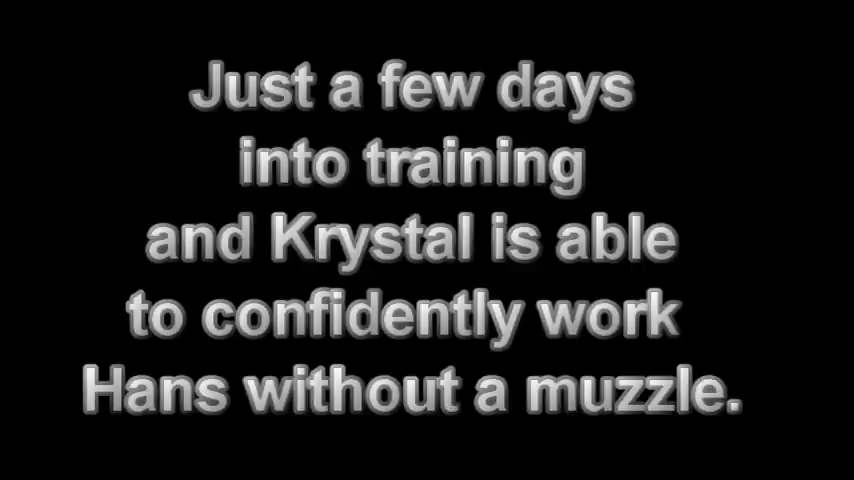 Just a few days
into training
and Krystal is able
to confidently work
Hans without a muzzle.